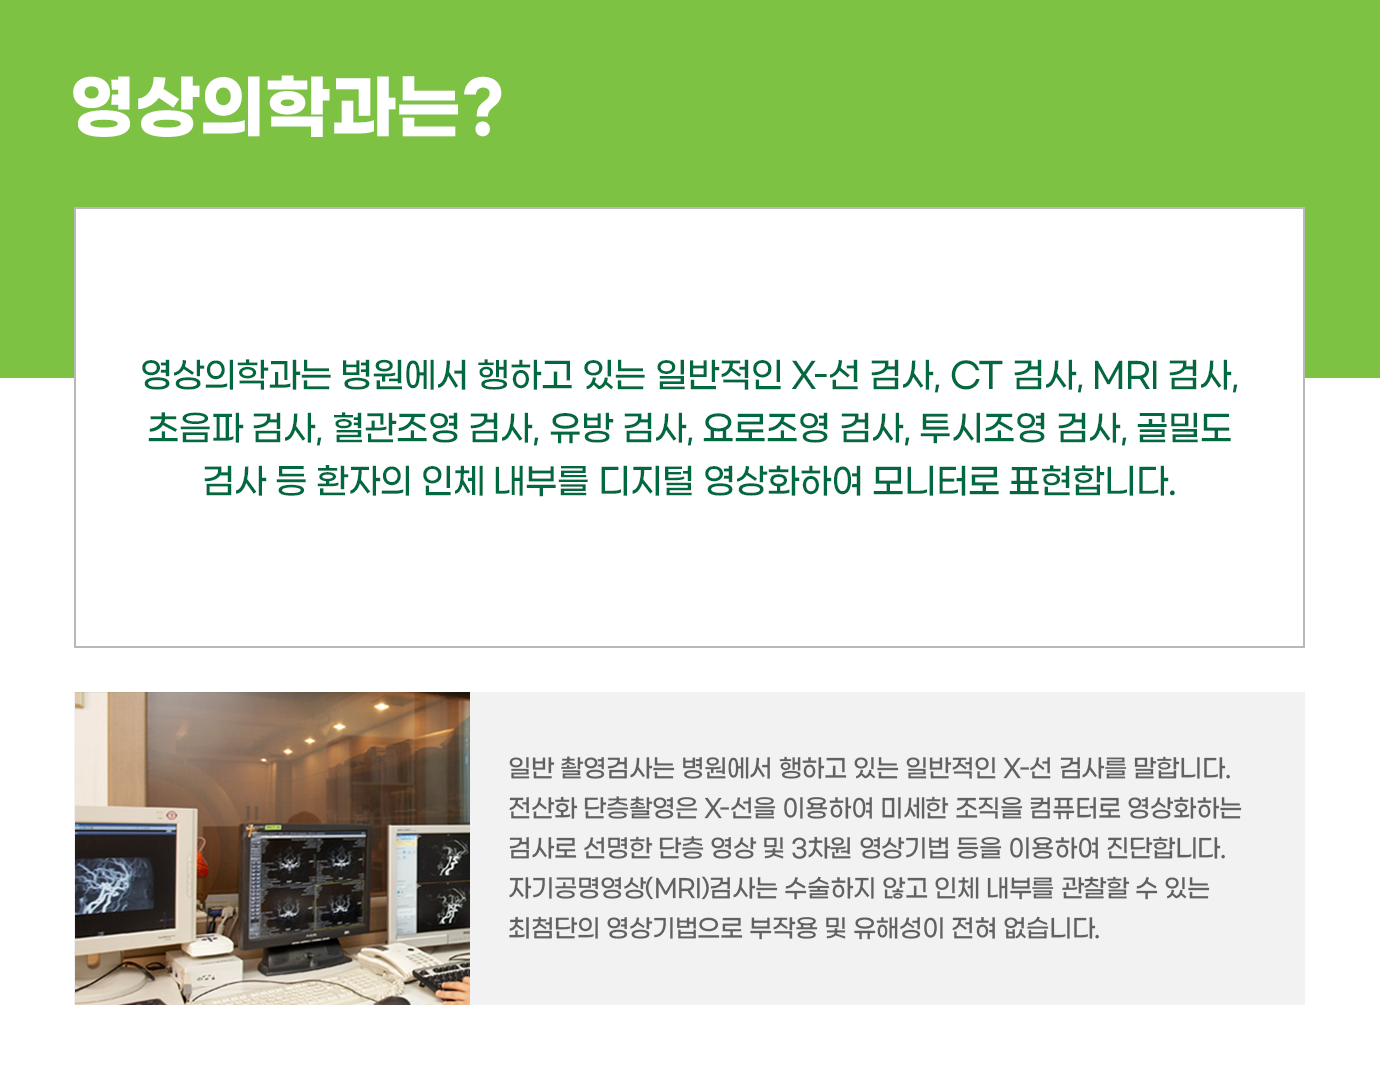 영상의학과는?
영상의학과는 병원에서 행하고 있는 일반적인 X-선 검사, CT 검사, MRI 검사,
초음파 검사, 혈관조영 검사, 유방 검사, 요로조영 검사, 투시조영 검사, 골밀도
검사 등 환자의 인체 내부를 디지털 영상화하여 모니터로 표현합니다.
일반 촬영검사는 병원에서 행하고 있는 일반적인 X-선 검사를 말합니다.
전산화 단층촬영은 X-선을 이용하여 미세한 조직을 컴퓨터로 영상화하는
검사로 선명한 단층 영상 및 3차원 영상기법 등을 이용하여 진단합니다.
자기공명영상(MRI)검사는 수술하지 않고 인체 내부를 관찰할 수 있는
최첨단의 영상기법으로 부작용 및 유해성이 전혀 없습니다.